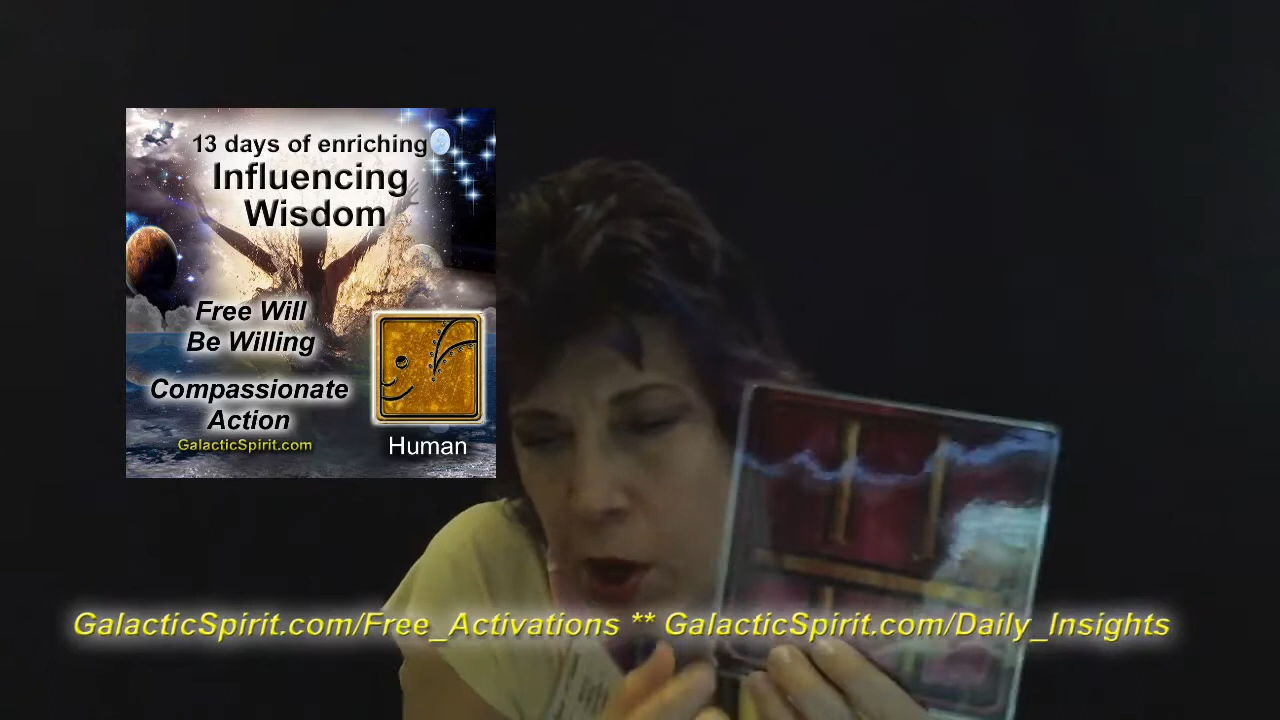 13 days of enriching
Influencing
Wisdom
Free Will
Be Willing
Compassionate
Action
GalacticSpirit.com
Human
GalacticSpirit.com/Free_Activations ** GalacticSpirit.com/Daily_Insights